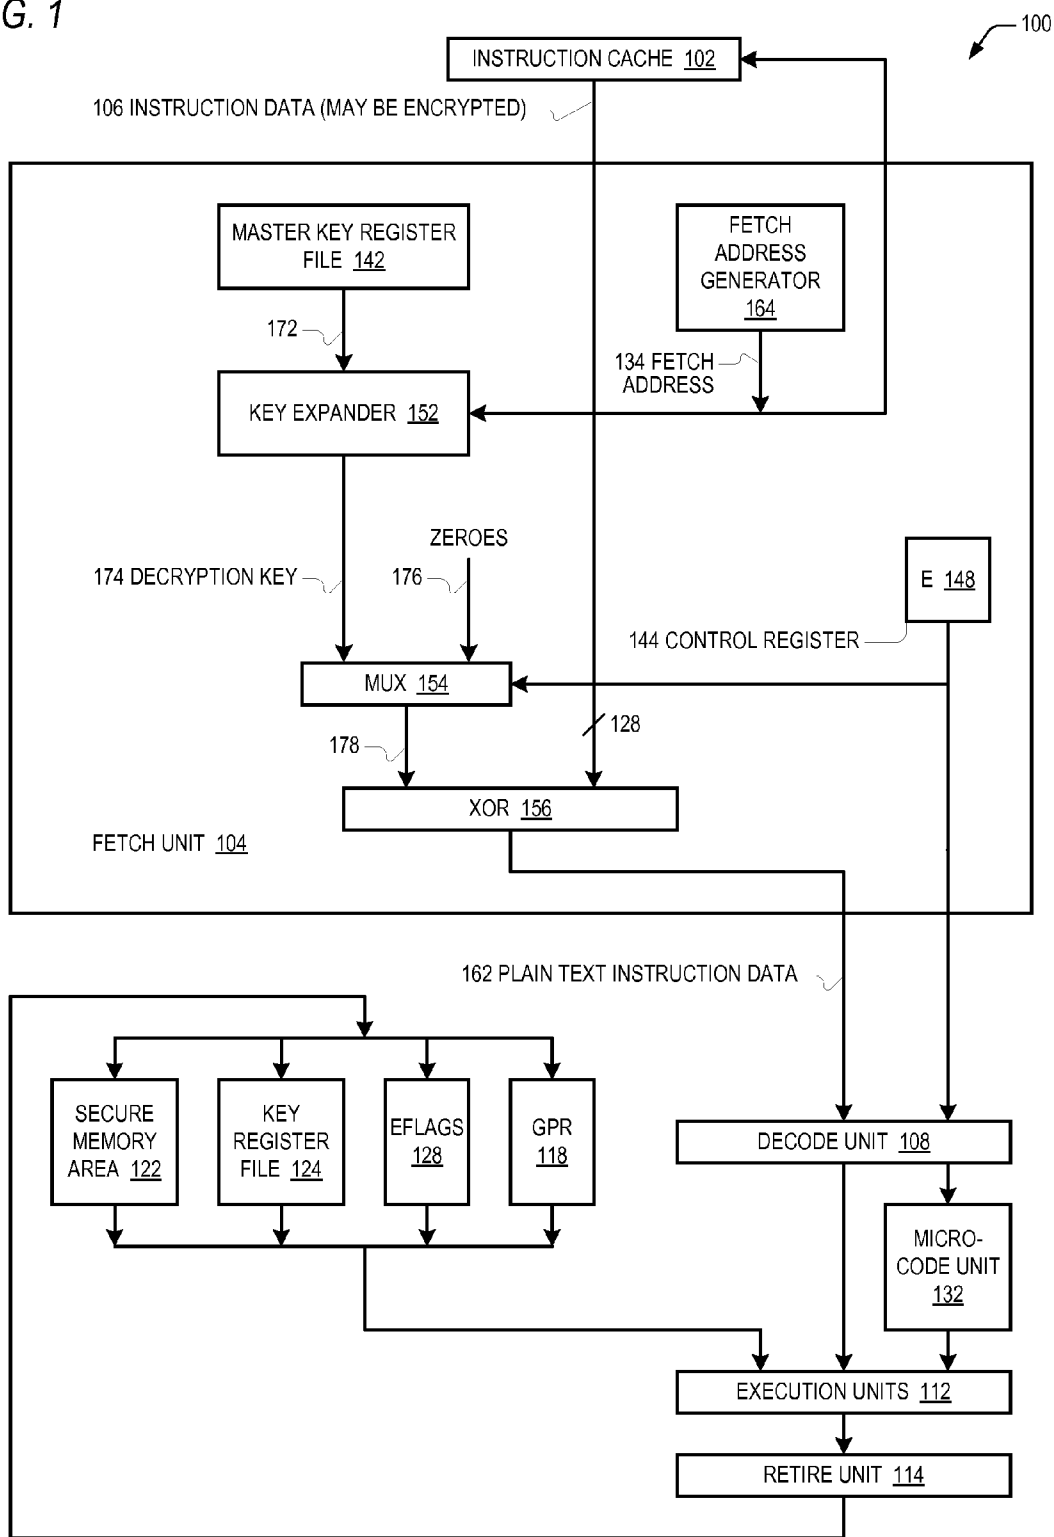 G. 1
100
INSTRUCTION CACHE 102
106 INSTRUCTION DATA (MAY BE ENCRYPTED)
MASTER KEY REGISTER
FILE 142
FETCH
ADDRESS
GENERATOR
164
172
134 FETCH
ADDRESS
KEY EXPANDER 152
ZEROES
174 DECRYPTION KEY
176
E 148
144 CONTROL REGISTER
MUX 154
128
178
XOR 156
FETCH UNIT 104
162 PLAIN TEXT INSTRUCTION DATA
SECURE
MEMORY
AREA 122
KEY
REGISTER
FILE 124
EFLAGS
128
GPR
118
DECODE UNIT 108
MICRO-
CODE UNIT
132
EXECUTION UNITS 112
RETIRE UNIT 114